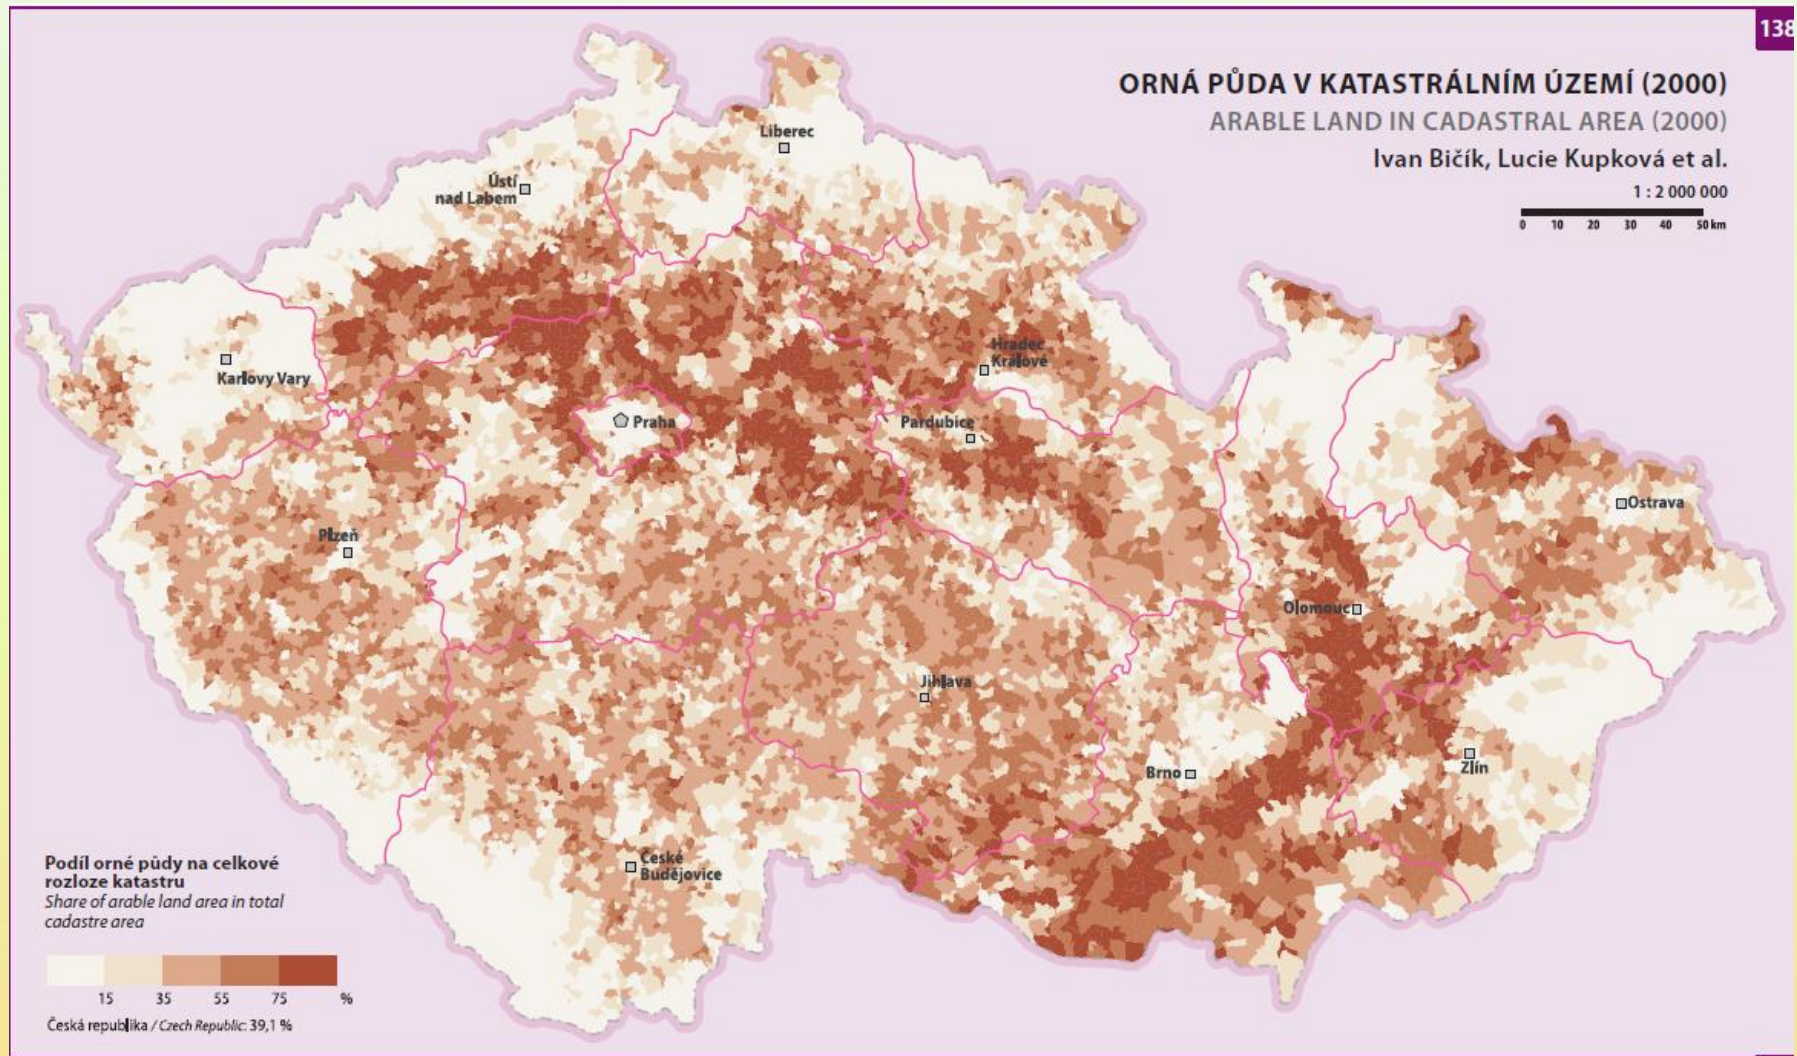 138
ORNÁ PŮDA V KATASTRÁLNÍM ÚZEMÍ (2000)
ARABLE LAND IN CADASTRAL AREA (2000)
Ivan Bičík, Lucie Kupková et al.
1 : 2 000 000
0 10 20 30 40 50 km
Liberec
Ústí
nad Labem
Hradec
Králové
Karlovy Vary
Praha
Pardubice
Ostrava
Plzeň
Olomouc
Jihlava
Brno
Zlín
České
Budějovice
Podíl orné půdy na celkové
rozloze katastru
Share of arable land area in total
cadastre area
15 35 55 75 %
Česká republika / Czech Republic: 39,1 %